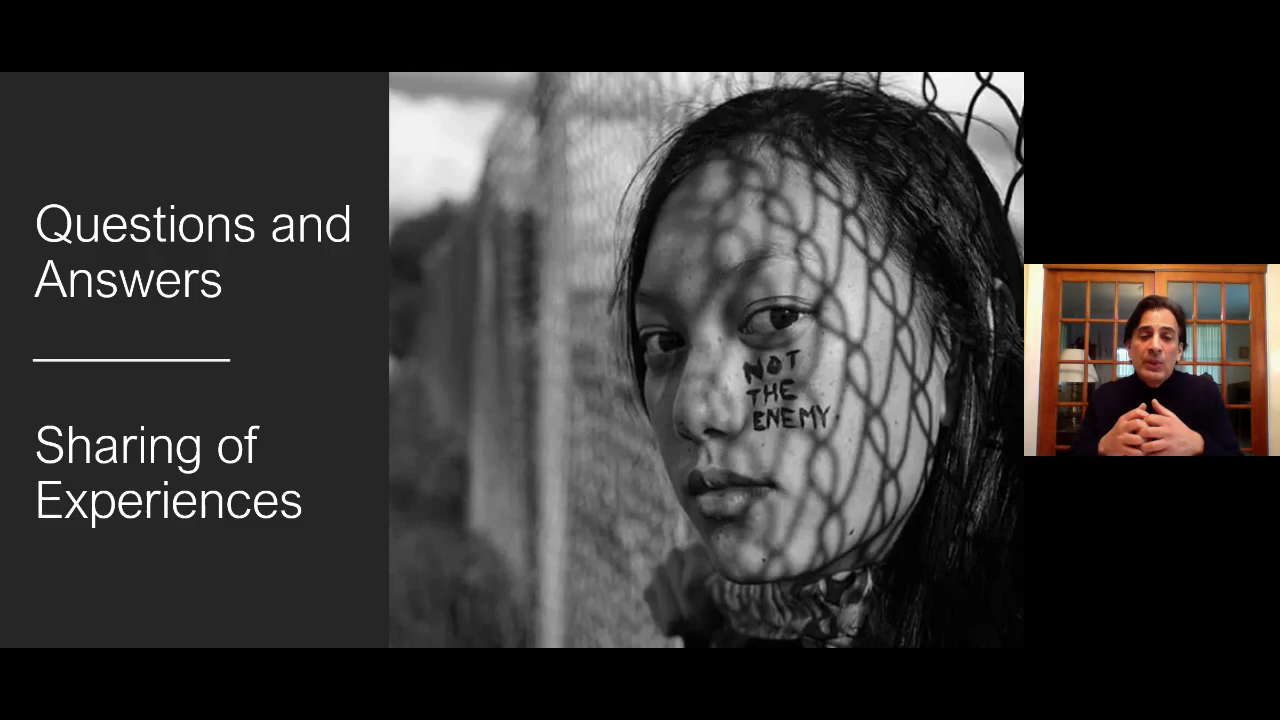 Questions and
Answers
Sharing of
Experiences
NOT
THE
ENEMY.